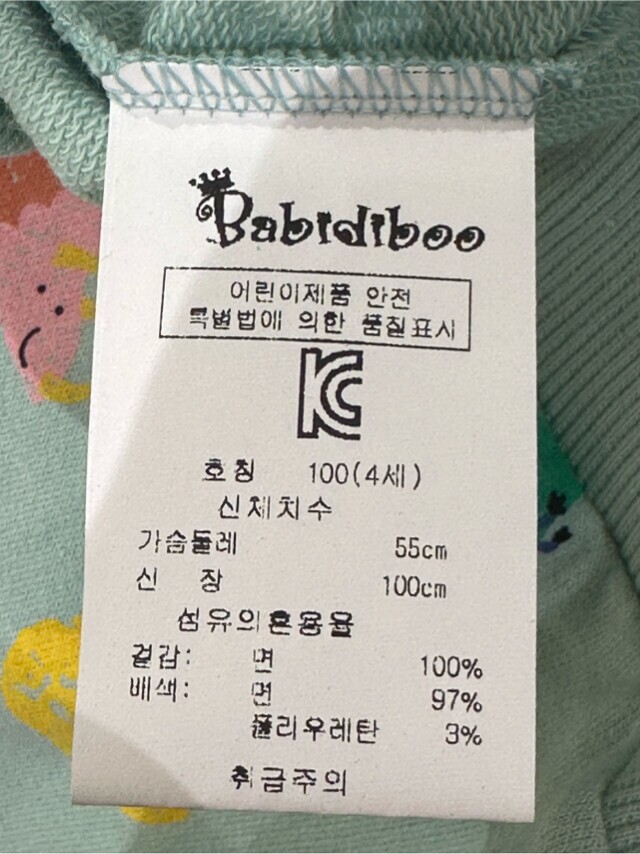 Babidiboo
어린이제품 안전
특별법에 의한 품질표시
KC
호칭 100(4세)
신체치수
가슴둘레 55cm
신 장 100cm
섬유의혼용율
겉감: 면 100%
배색: 면 97%
폴리우레탄 3%
취급주의